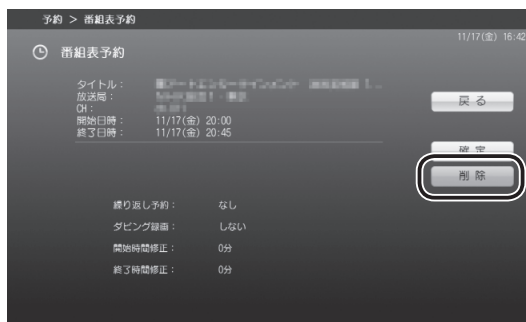 予約 > 番組表予約
11/17(金) 16:42
番組表予約
タイトル：
放送局：
CH：
開始日時： 11/17(金) 20:00
終了日時： 11/17(金) 20:45
戻る
確定
削除
繰り返し予約： なし
ダビング録画： しない
開始時間修正： 0分
終了時間修正： 0分